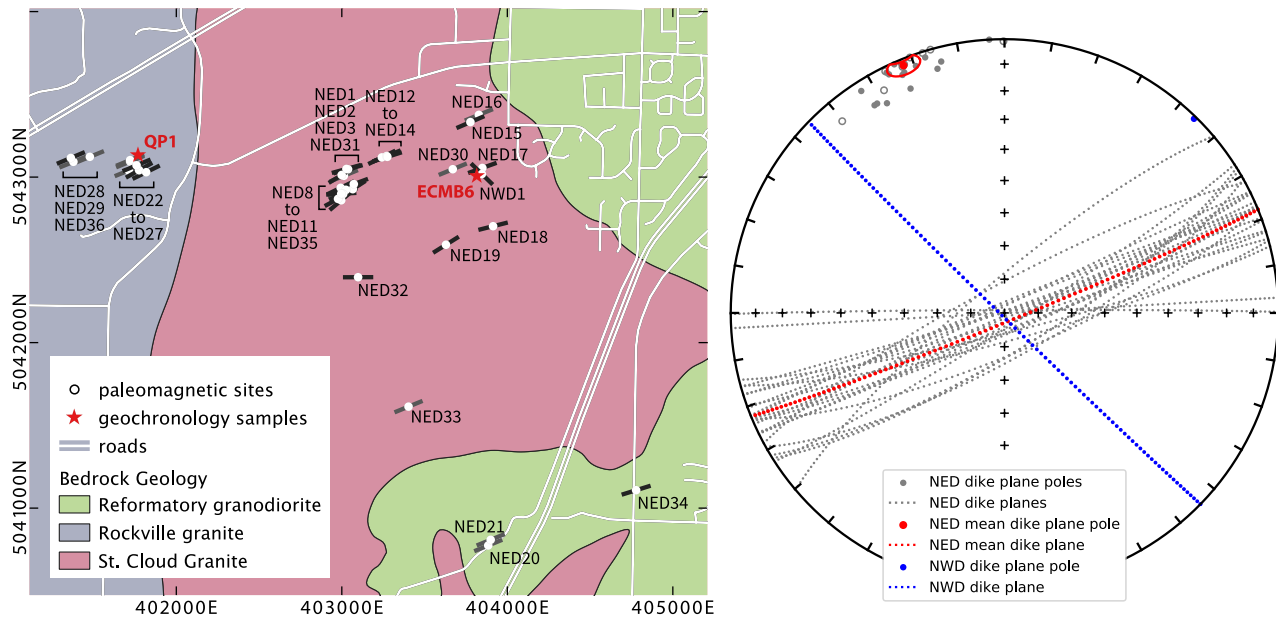 NED1
NED2
NED3
NED31
NED12
to
NED14
NED16
NED15
QP1
NED30
NED17
ECMB6
NWD1
NED28
NED29
NED36
NED22
to
NED27
NED8
to
NED11
NED35
NED18
NED19
NED32
NED33
NED34
NED21
NED20
5043000N
5042000N
5041000N
402000E
403000E
404000E
405000E
paleomagnetic sites
geochronology samples
roads
Bedrock Geology
Reformatory granodiorite
Rockville granite
St. Cloud Granite
NED dike plane poles
NED dike planes
NED mean dike plane pole
NED mean dike plane
NWD dike plane pole
NWD dike plane